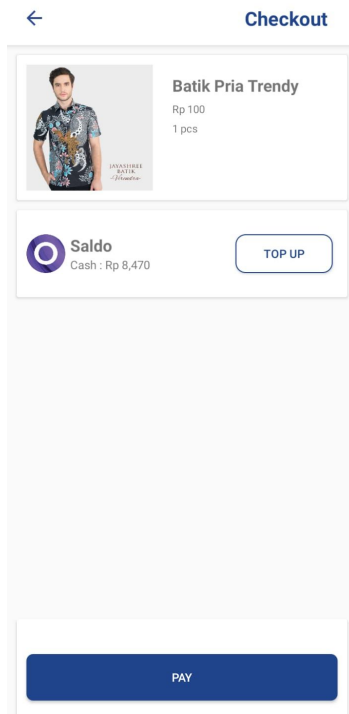 Checkout
Batik Pria Trendy
Rp 100
1 pcs
JAYASHREE
BATIK
Saldo
Cash : Rp 8,470
TOP UP
PAY